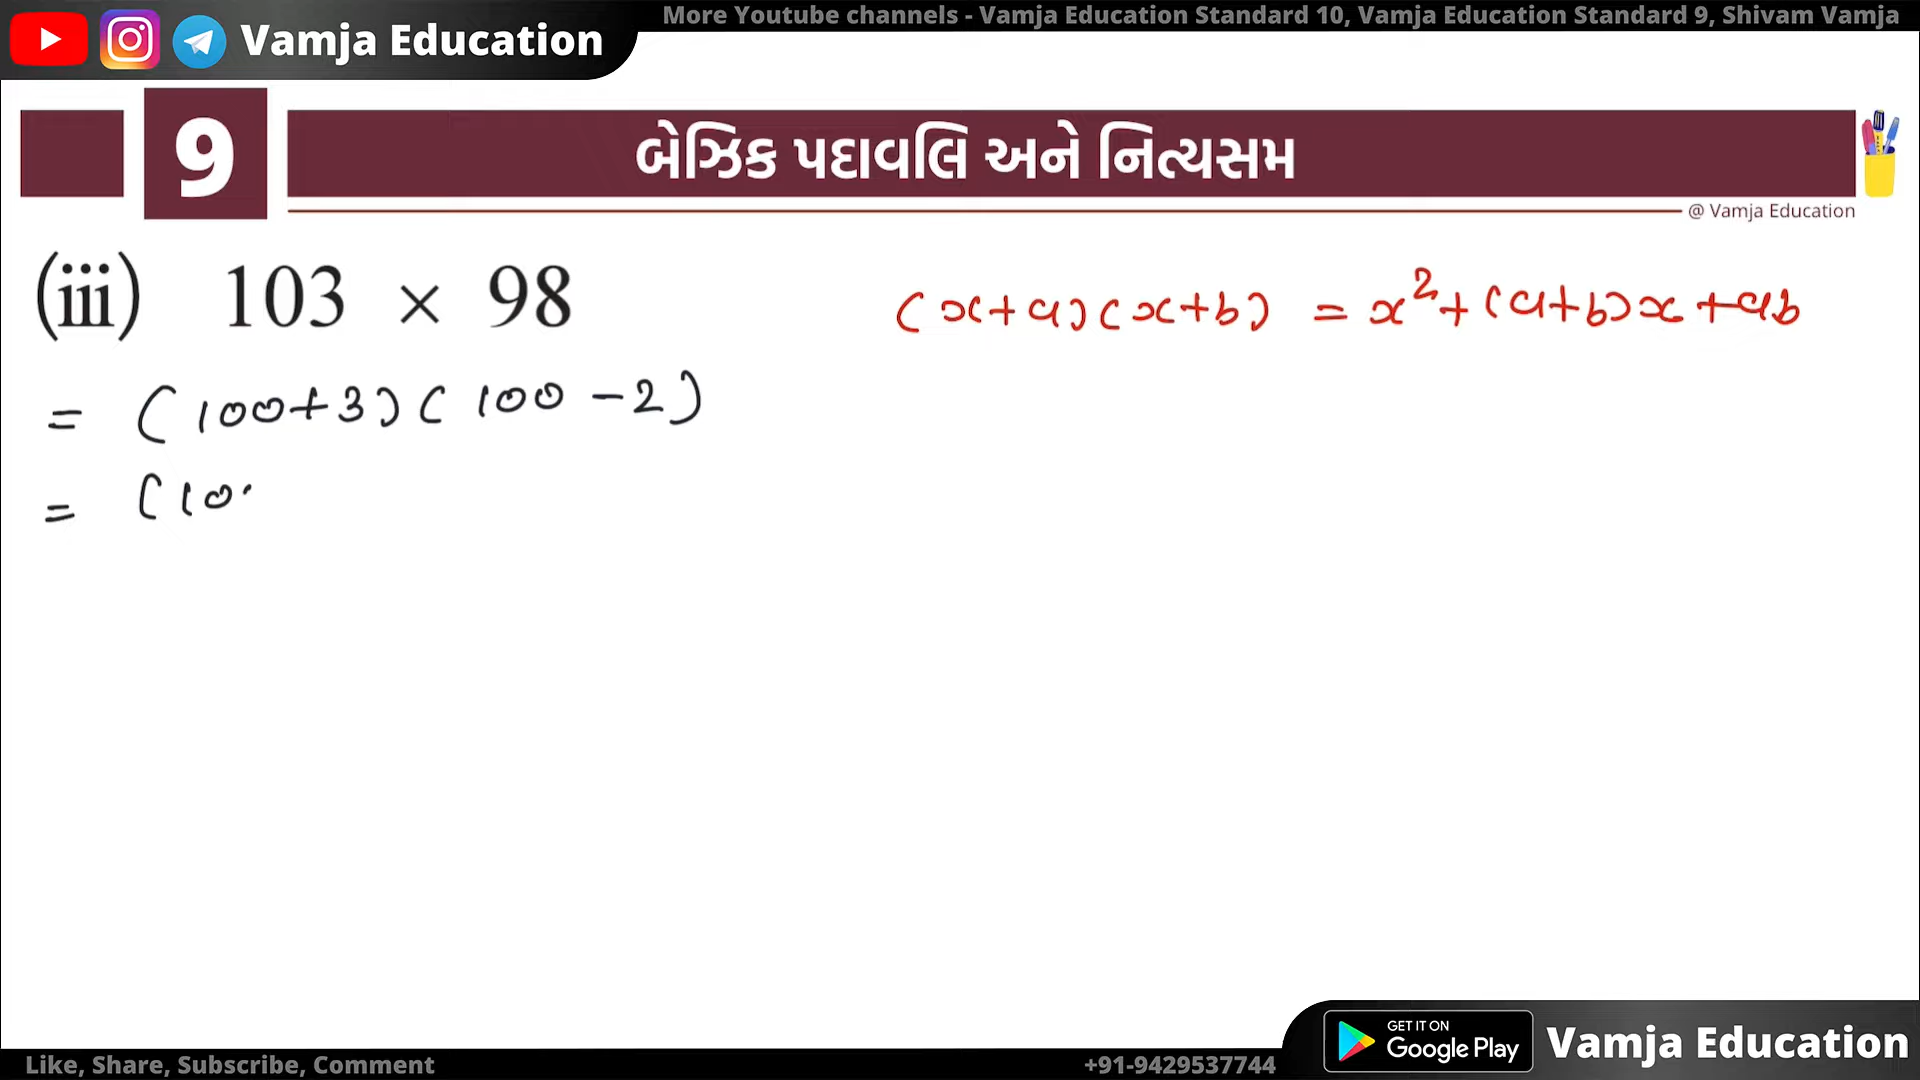 More Youtube channels - Vamja Education Standard 10, Vamja Education Standard 9, Shivam Vamja
Vamja Education
9
બેઝિક પદાવલિ અને નિત્યસમ
@ Vamja Education
(iii) 103 × 98
(x+a)(x+b) = x²+(a+b)x+ab
= (100+3)(100-2)
= (10
GET IT ON
Google Play
Vamja Education
Like, Share, Subscribe, Comment
+91-9429537744